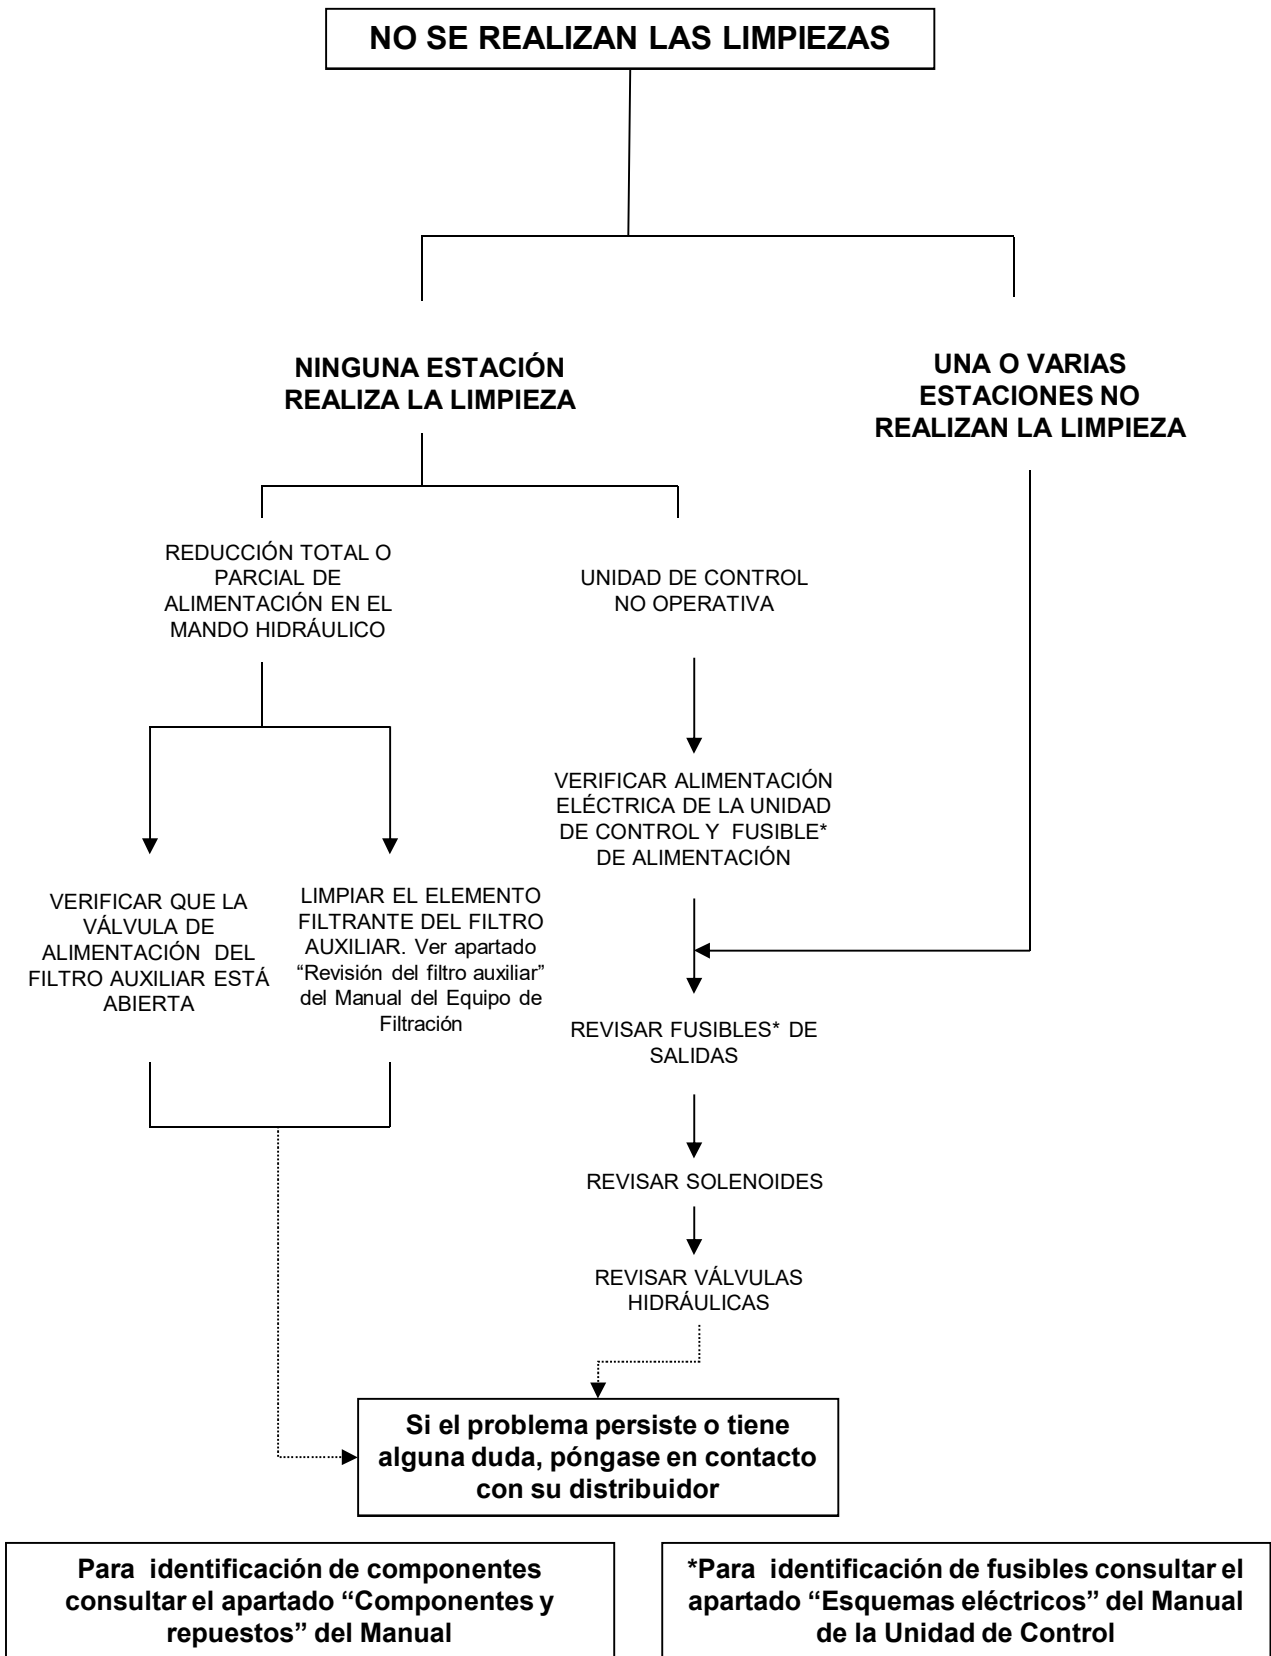 NO SE REALIZAN LAS LIMPIEZAS
NINGUNA ESTACIÓN
REALIZA LA LIMPIEZA
UNA O VARIAS
ESTACIONES NO
REALIZAN LA LIMPIEZA
REDUCCIÓN TOTAL O
PARCIAL DE
ALIMENTACIÓN EN EL
MANDO HIDRÁULICO
UNIDAD DE CONTROL
NO OPERATIVA
VERIFICAR ALIMENTACIÓN
ELÉCTRICA DE LA UNIDAD
DE CONTROL Y FUSIBLE*
DE ALIMENTACIÓN
VERIFICAR QUE LA
VÁLVULA DE
ALIMENTACIÓN DEL
FILTRO AUXILIAR ESTÁ
ABIERTA
LIMPIAR EL ELEMENTO
FILTRANTE DEL FILTRO
AUXILIAR. Ver apartado
“Revisión del filtro auxiliar”
del Manual del Equipo de
Filtración
REVISAR FUSIBLES* DE
SALIDAS
REVISAR SOLENOIDES
REVISAR VÁLVULAS
HIDRÁULICAS
Si el problema persiste o tiene
alguna duda, póngase en contacto
con su distribuidor
Para identificación de componentes
consultar el apartado “Componentes y
repuestos” del Manual
*Para identificación de fusibles consultar el
apartado “Esquemas eléctricos” del Manual
de la Unidad de Control